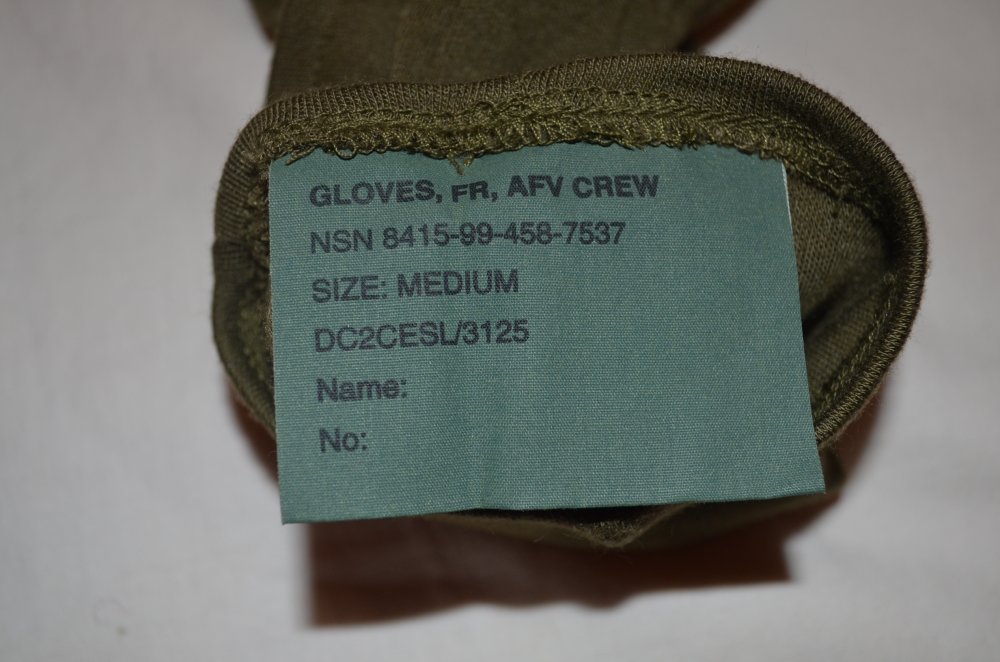 GLOVES, FR, AFV CREW
NSN 8415-99-458-7537
SIZE: MEDIUM
DC2CESL/3125
Name:
No: